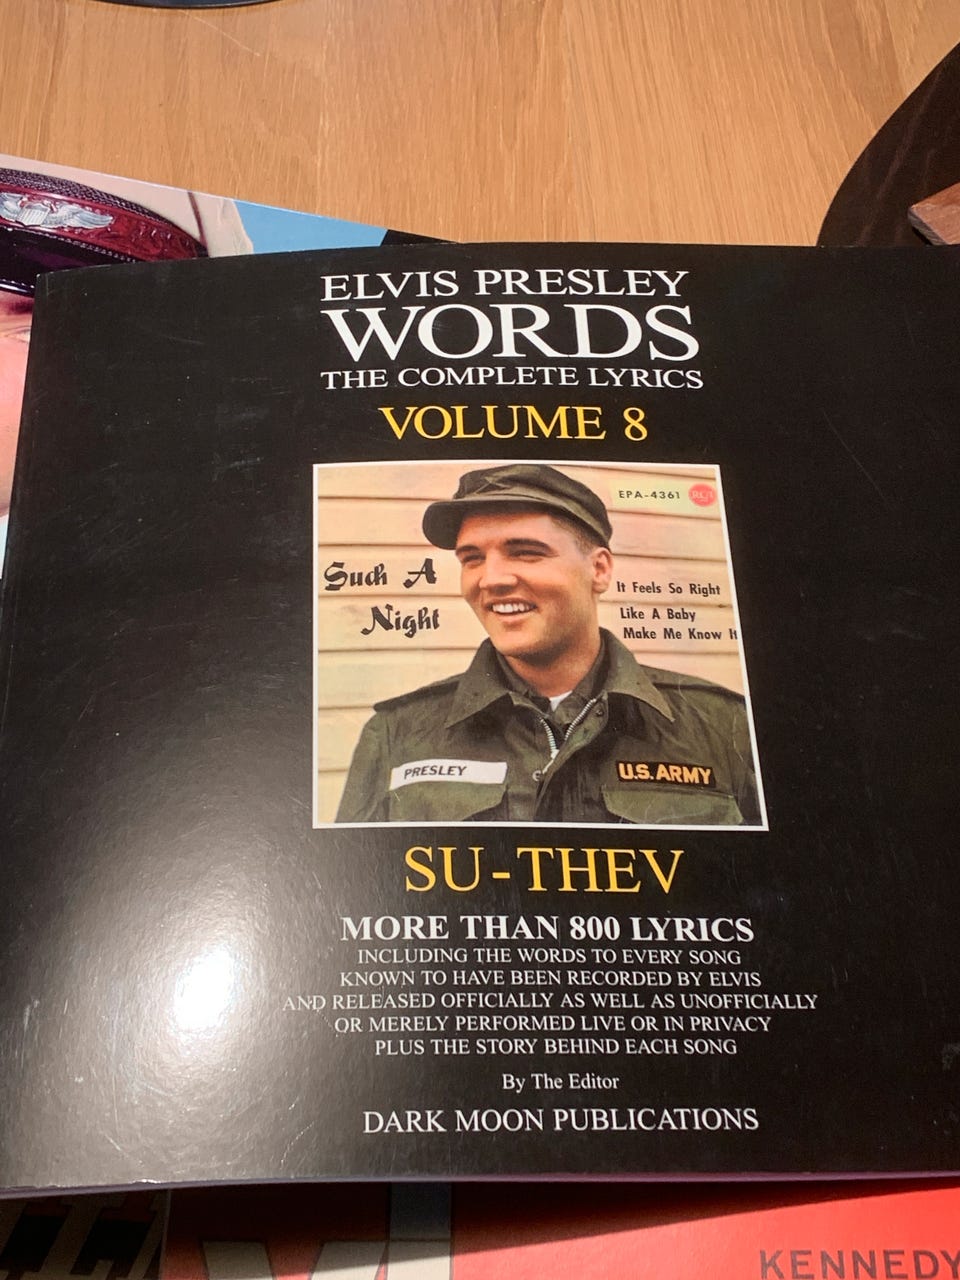 ELVIS PRESLEY
WORDS
THE COMPLETE LYRICS
VOLUME 8
EPA-4361 RCA
Such A
Night
It Feels So Right
Like A Baby
Make Me Know It
PRESLEY
U.S. ARMY
SU-THEV
MORE THAN 800 LYRICS
INCLUDING THE WORDS TO EVERY SONG
KNOWN TO HAVE BEEN RECORDED BY ELVIS
AND RELEASED OFFICIALLY AS WELL AS UNOFFICIALLY
OR MERELY PERFORMED LIVE OR IN PRIVACY
PLUS THE STORY BEHIND EACH SONG
By The Editor
DARK MOON PUBLICATIONS
KENNEDY